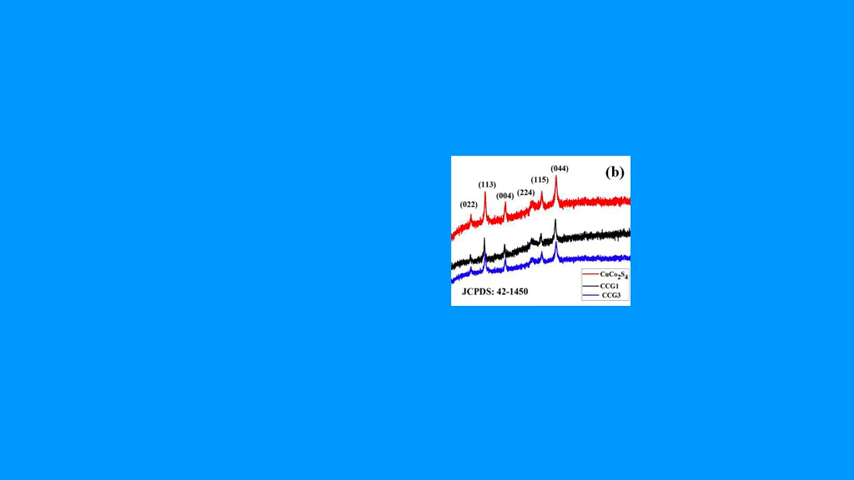 (b)
(022)
(113)
(004)
(224)
(115)
(044)
CuCo2S4
CCG1
CCG3
JCPDS: 42-1450